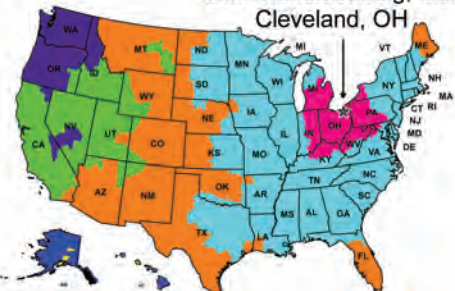 Cleveland, OH
WA
MT
ND
MN
MI
VT
ME
OR
ID
SD
WI
MI
NY
NH
MA
WY
IA
PA
CT
RI
NE
IL
IN
OH
NJ
NV
UT
CO
KS
MO
WV
VA
MD
DE
CA
KY
AZ
NM
OK
AR
TN
NC
SC
TX
LA
MS
AL
GA
FL